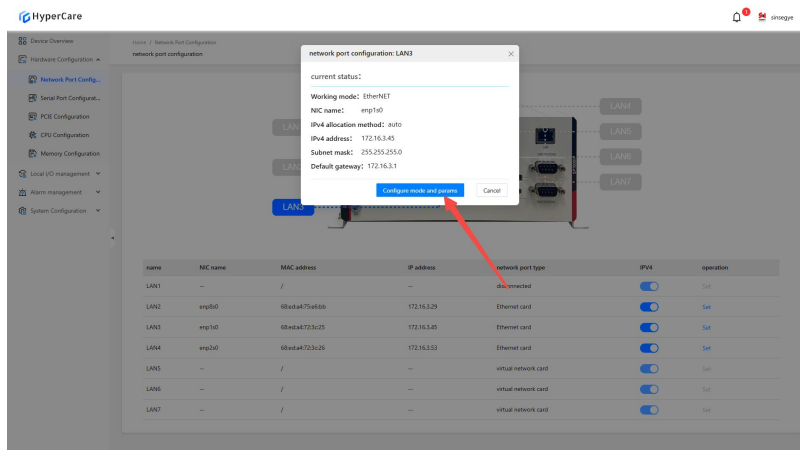 HyperCare
1
sinsegye
Device Overview
Hardware Configuration
Network Port Config...
Serial Port Configurat...
PCIE Configuration
CPU Configuration
Memory Configuration
Local I/O management
Alarm management
System Configuration
Home / Network Port Configuration
network port configuration
network port configuration: LAN3
current status：
Working mode： EtherNET
NIC name： enp1s0
IPv4 allocation method： auto
IPv4 address： 172.16.3.45
Subnet mask： 255.255.255.0
Default gateway： 172.16.3.1
Configure mode and params
Cancel
LAN3
LAN4
LAN5
LAN6
LAN7
name NIC name MAC address IP address network port type IPV4 operation
LAN1 -- / -- disconnected Set
LAN2 enp8s0 68:ed:a4:75:e6:bb 172.16.3.29 Ethernet card Set
LAN3 enp1s0 68:ed:a4:72:3c:25 172.16.3.45 Ethernet card Set
LAN4 enp2s0 68:ed:a4:72:3c:26 172.16.3.53 Ethernet card Set
LAN5 -- / -- virtual network card Set
LAN6 -- / -- virtual network card Set
LAN7 -- / -- virtual network card Set